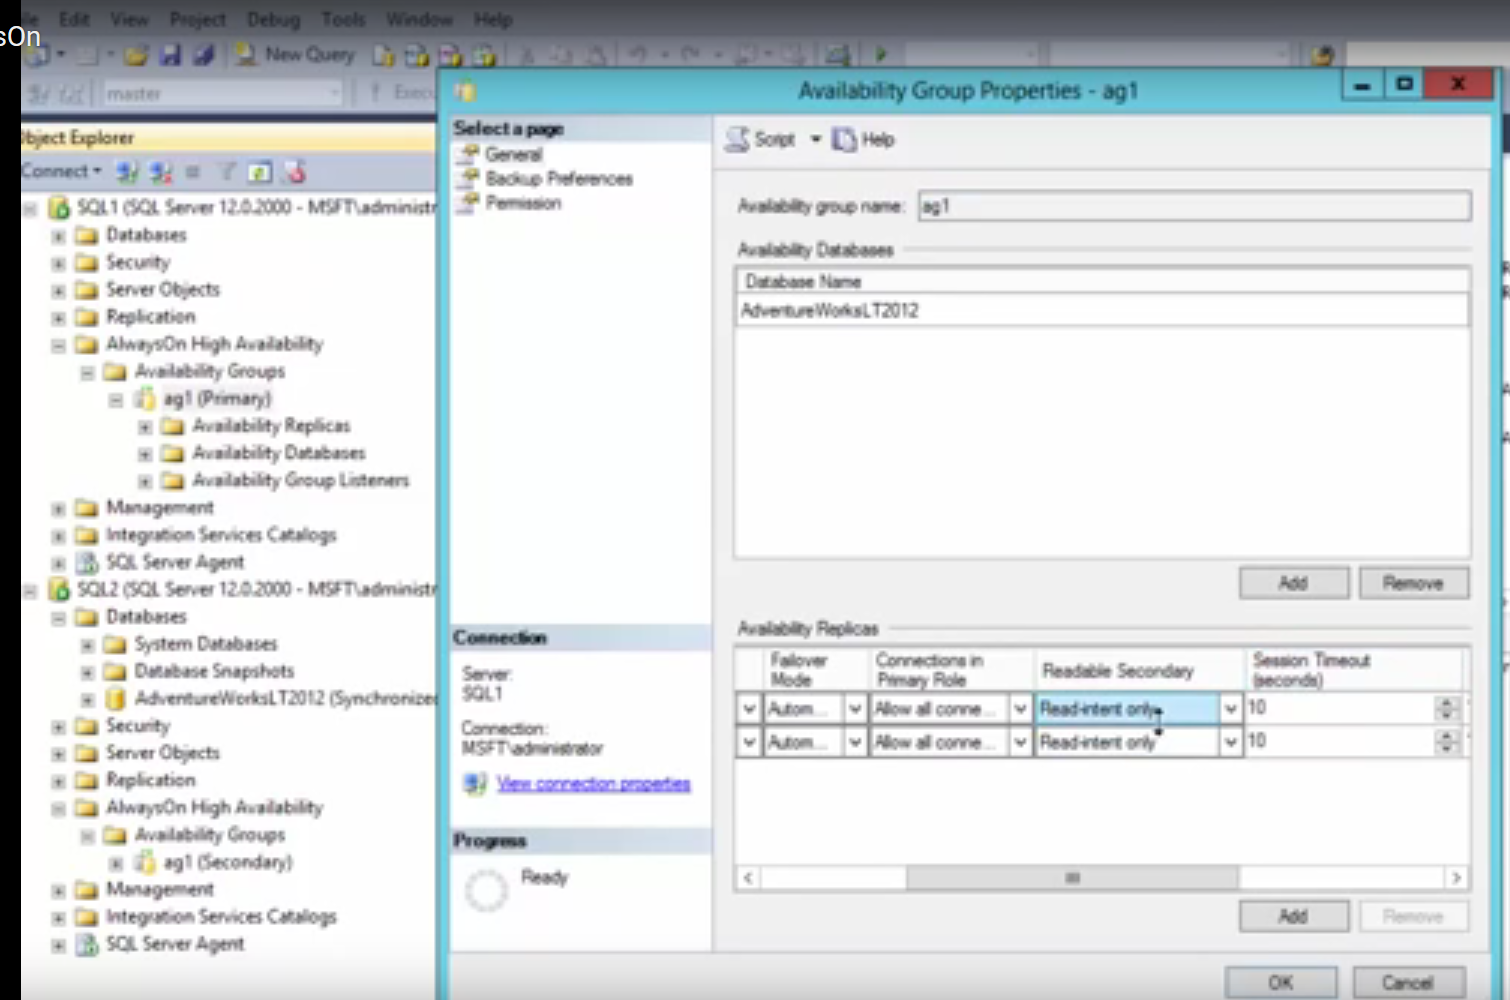 sOn
Edit View Project Debug Tools Window Help
New Query
master
Object Explorer
Connect
SQL1 (SQL Server 12.0.2000 - MSFT\administr
Databases
Security
Server Objects
Replication
AlwaysOn High Availability
Availability Groups
ag1 (Primary)
Availability Replicas
Availability Databases
Availability Group Listeners
Management
Integration Services Catalogs
SQL Server Agent
SQL2 (SQL Server 12.0.2000 - MSFT\administr
Databases
System Databases
Database Snapshots
AdventureWorksLT2012 (Synchronized
Security
Server Objects
Replication
AlwaysOn High Availability
Availability Groups
ag1 (Secondary)
Management
Integration Services Catalogs
SQL Server Agent
Availability Group Properties - ag1
Select a page
General
Backup Preferences
Permission
Connection
Server:
SQL1
Connection:
MSFT\administrator
View connection properties
Progress
Ready
Script Help
Availability group name: ag1
Availability Databases
Database Name
AdventureWorksLT2012
Add Remove
Availability Replicas
Failover Mode Connections in Primary Role Readable Secondary Session Timeout (seconds)
Autom... Allow all conne... Read-intent only 10
Autom... Allow all conne... Read-intent only 10
Add Remove
OK Cancel